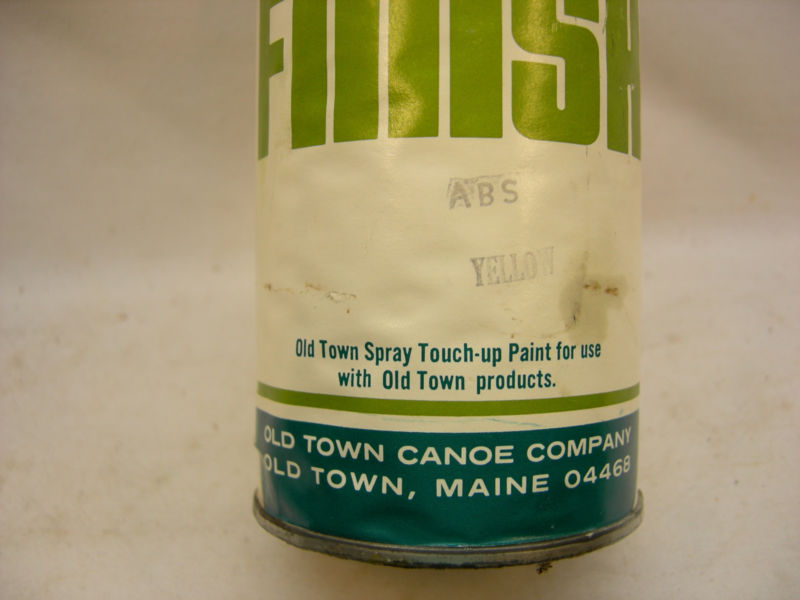 FINISH
ABS
YELLOW
Old Town Spray Touch-up Paint for use
with Old Town products.
OLD TOWN CANOE COMPANY
OLD TOWN, MAINE 04468